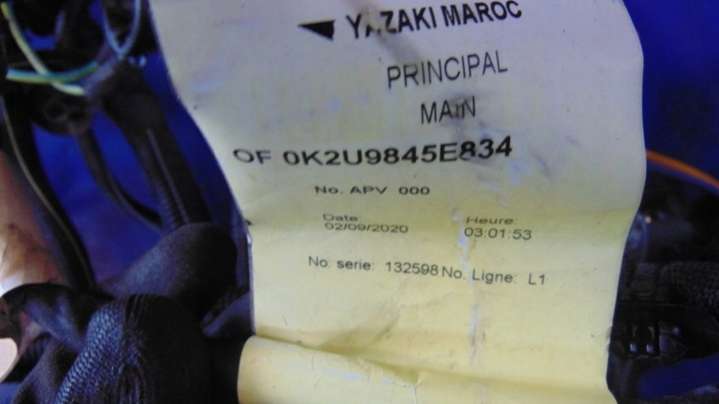 YAZAKI MAROC
PRINCIPAL
MAIN
OF 0K2U9845E834
No. APV 000
Date: Heure:
02/09/2020 03:01:53
No. serie: 132598 No. Ligne: L1